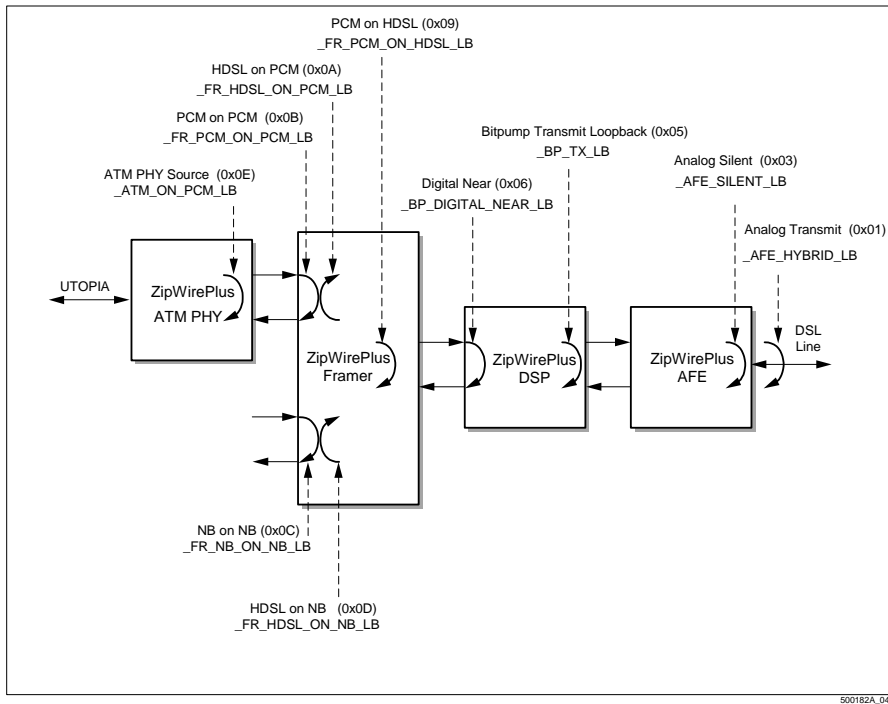 PCM on HDSL (0x09)
_FR_PCM_ON_HDSL_LB
HDSL on PCM (0x0A)
_FR_HDSL_ON_PCM_LB
PCM on PCM (0x0B)
_FR_PCM_ON_PCM_LB
ATM PHY Source (0x0E)
_ATM_ON_PCM_LB
Bitpump Transmit Loopback (0x05)
_BP_TX_LB
Digital Near (0x06)
_BP_DIGITAL_NEAR_LB
Analog Silent (0x03)
_AFE_SILENT_LB
Analog Transmit (0x01)
_AFE_HYBRID_LB
UTOPIA
ZipWirePlus
ATM PHY
ZipWirePlus
Framer
ZipWirePlus
DSP
ZipWirePlus
AFE
DSL
Line
NB on NB (0x0C)
_FR_NB_ON_NB_LB
HDSL on NB (0x0D)
_FR_HDSL_ON_NB_LB
500182A_04